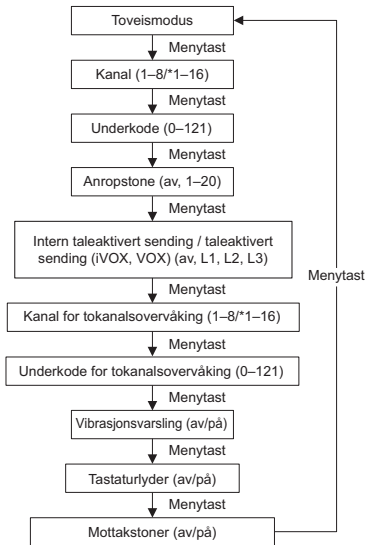 Toveismodus
Menytast
Kanal (1–8/*1–16)
Menytast
Underkode (0–121)
Menytast
Anropstone (av, 1–20)
Menytast
Intern taleaktivert sending / taleaktivert
sending (iVOX, VOX) (av, L1, L2, L3)
Menytast
Menytast
Kanal for tokanalsovervåking (1–8/*1–16)
Menytast
Underkode for tokanalsovervåking (0–121)
Menytast
Vibrasjonsvarsling (av/på)
Menytast
Tastaturlyder (av/på)
Menytast
Mottakstoner (av/på)